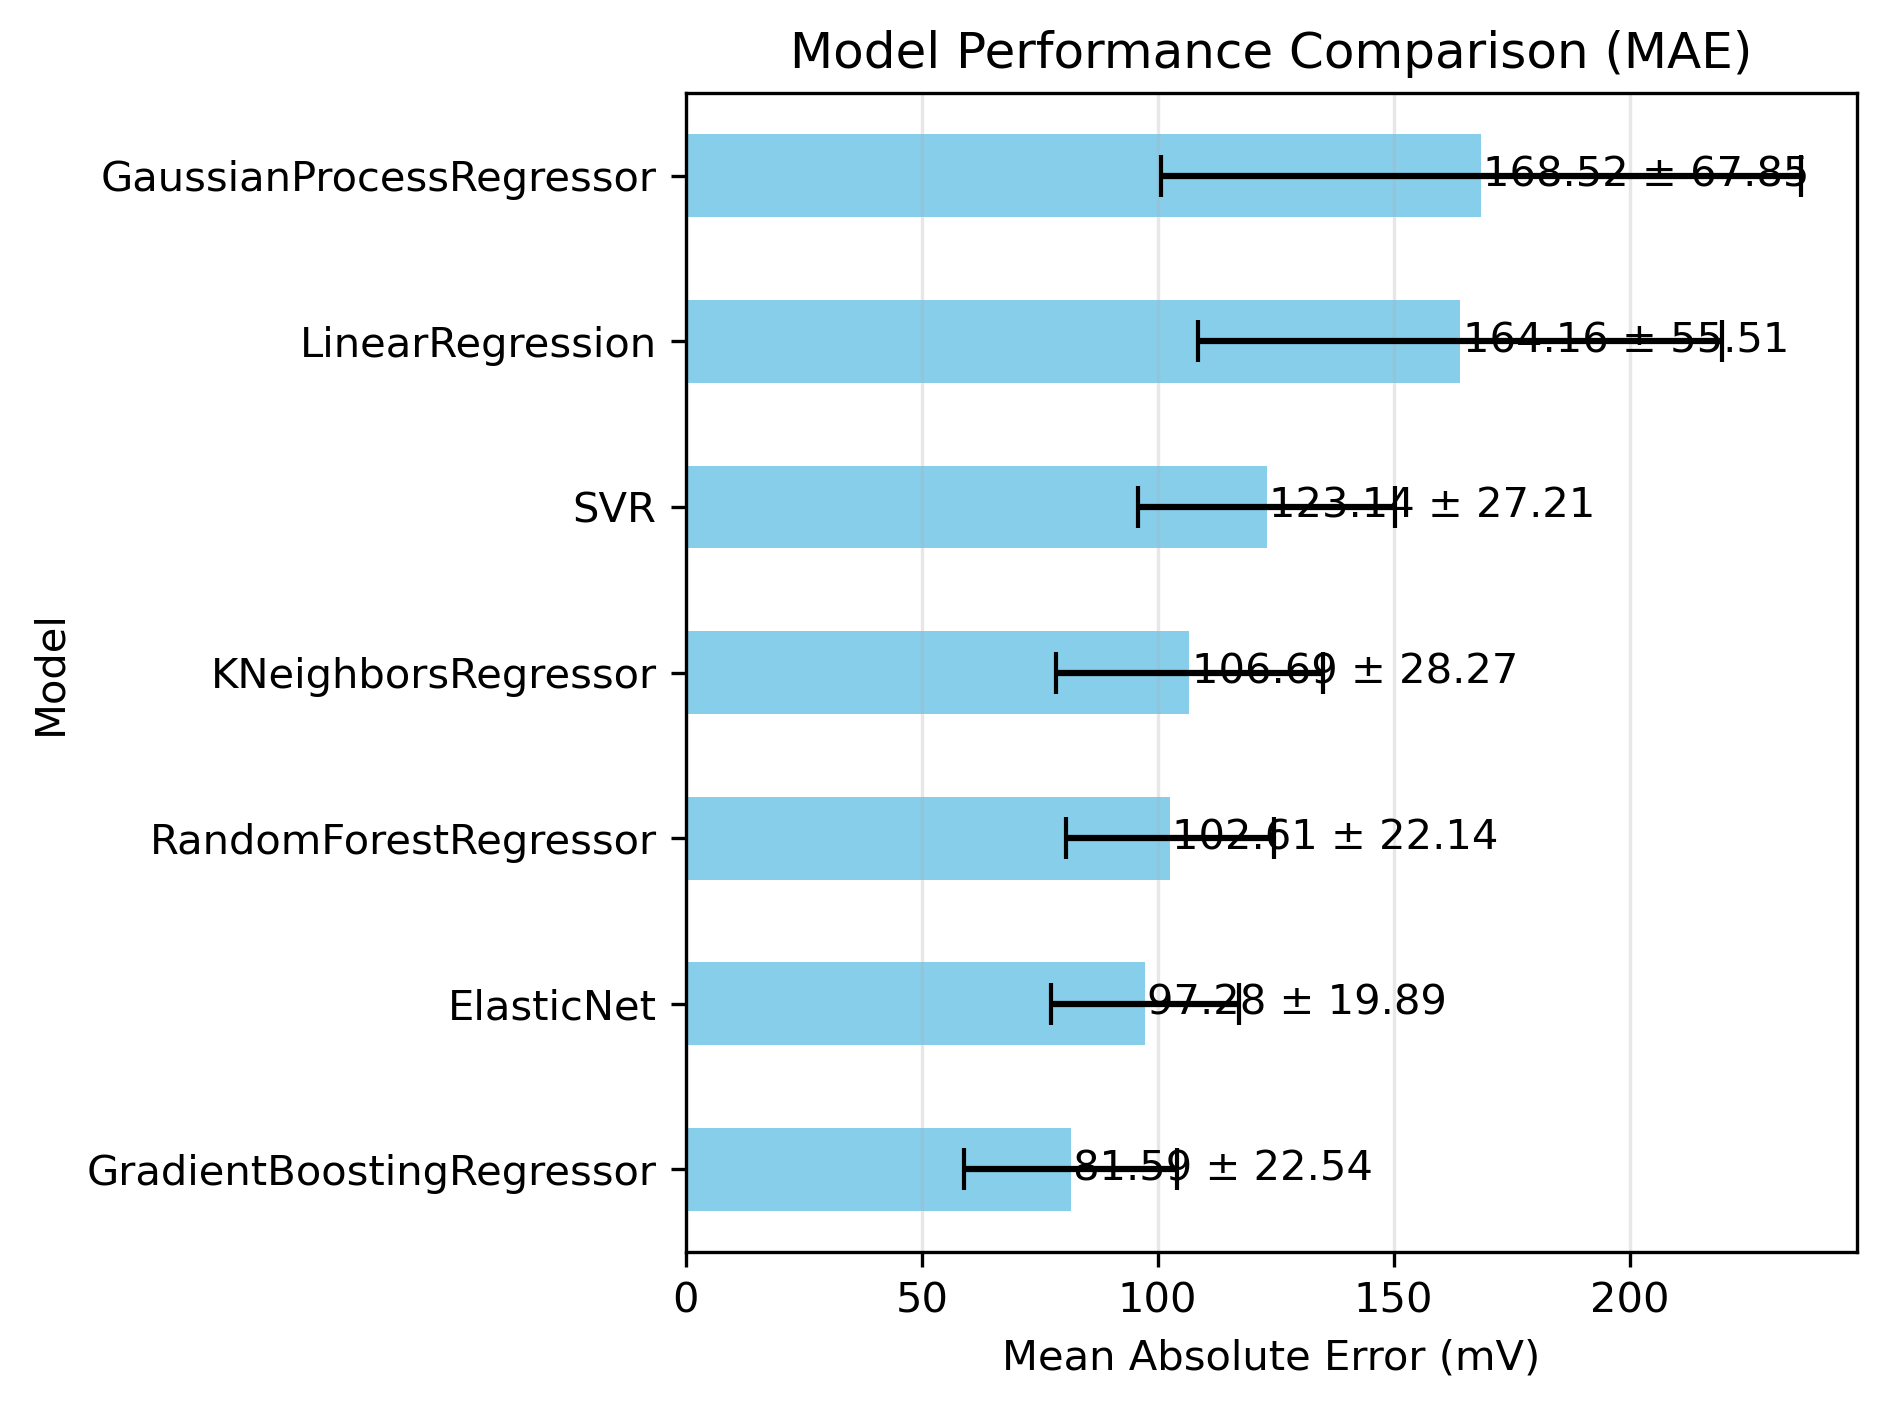 Model Performance Comparison (MAE)
GaussianProcessRegressor
168.52 ± 67.85
LinearRegression
164.16 ± 55.51
SVR
123.14 ± 27.21
KNeighborsRegressor
106.69 ± 28.27
RandomForestRegressor
102.61 ± 22.14
ElasticNet
97.28 ± 19.89
GradientBoostingRegressor
81.59 ± 22.54
Model
0 50 100 150 200
Mean Absolute Error (mV)